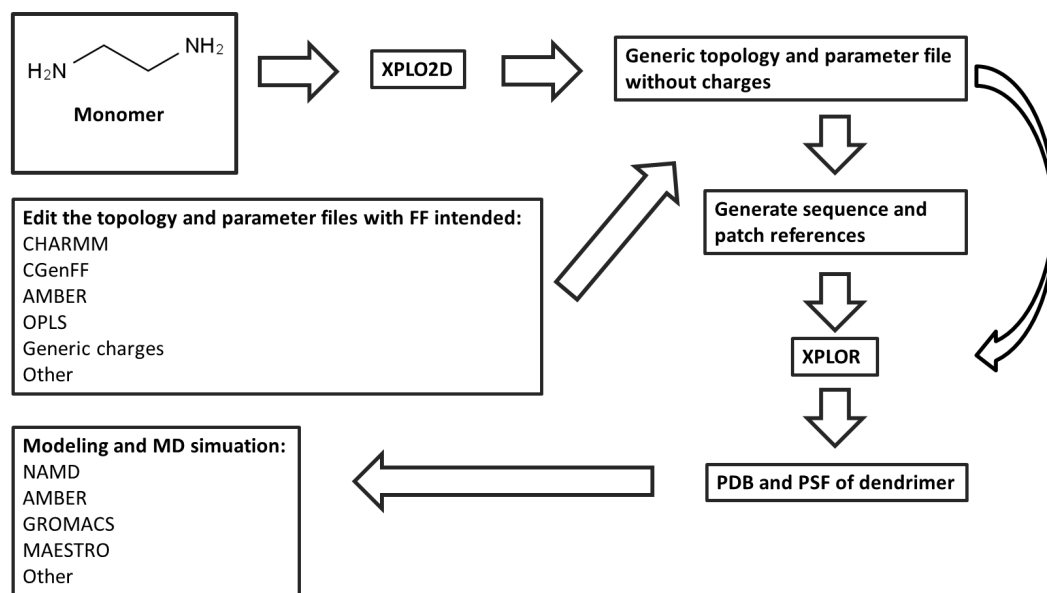 H₂N
NH₂
Monomer
XPLO2D
Generic topology and parameter file
without charges
Edit the topology and parameter files with FF intended:
CHARMM
CGenFF
AMBER
OPLS
Generic charges
Other
Generate sequence and
patch references
XPLOR
PDB and PSF of dendrimer
Modeling and MD simuation:
NAMD
AMBER
GROMACS
MAESTRO
Other